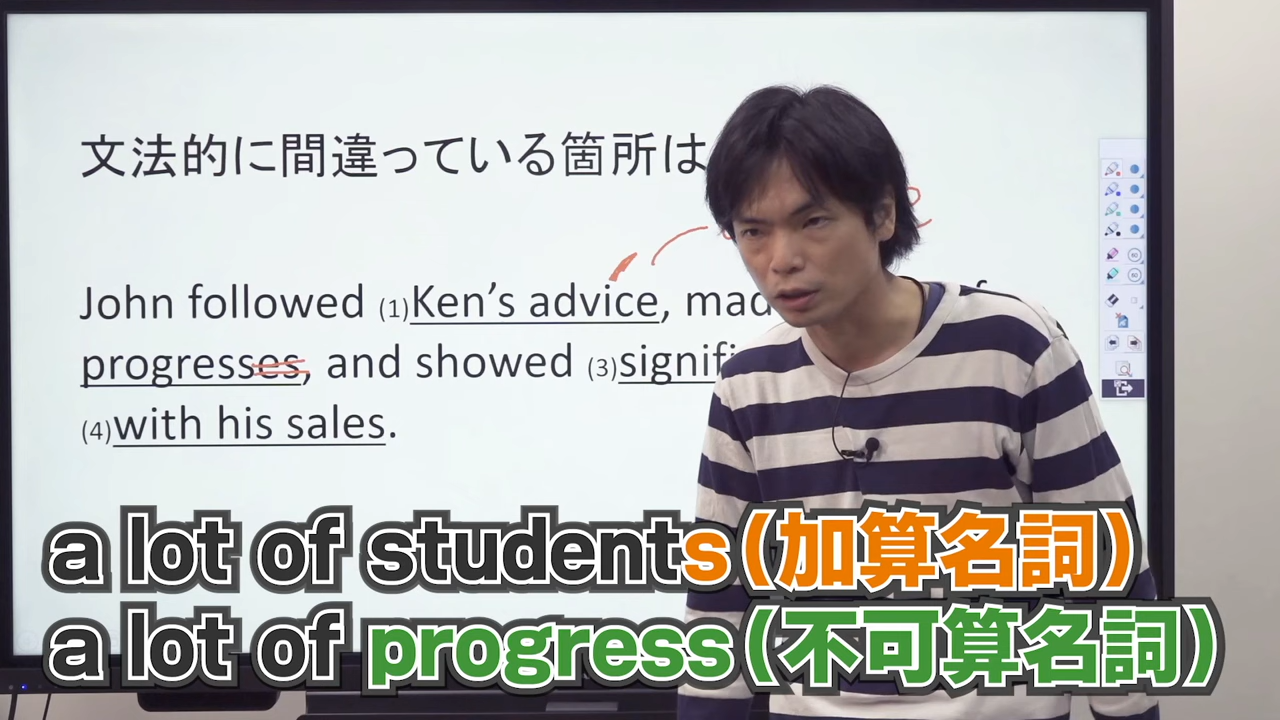 文法的に間違っている箇所は
John followed (1)Ken's advice, mad
progresses, and showed (3)signifi
(4)with his sales.
a lot of students（加算名詞）
a lot of progress（不可算名詞）